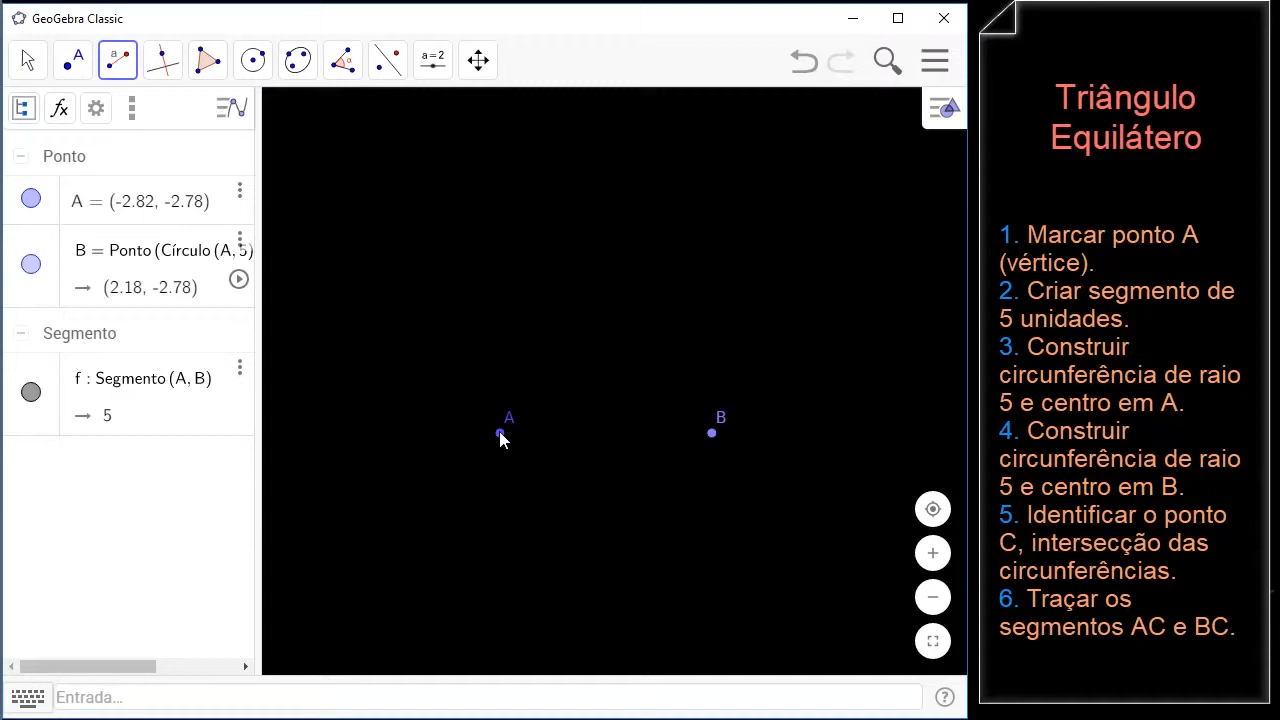 GeoGebra Classic
A
a
α
a=2
fx
Ponto
A = (-2.82, -2.78)
B = Ponto (Círculo (A, 5)
→ (2.18, -2.78)
Segmento
f : Segmento (A, B)
→ 5
A
B
Entrada...
Triângulo
Equilátero
1. Marcar ponto A
(vértice).
2. Criar segmento de
5 unidades.
3. Construir
circunferência de raio
5 e centro em A.
4. Construir
circunferência de raio
5 e centro em B.
5. Identificar o ponto
C, intersecção das
circunferências.
6. Traçar os
segmentos AC e BC.